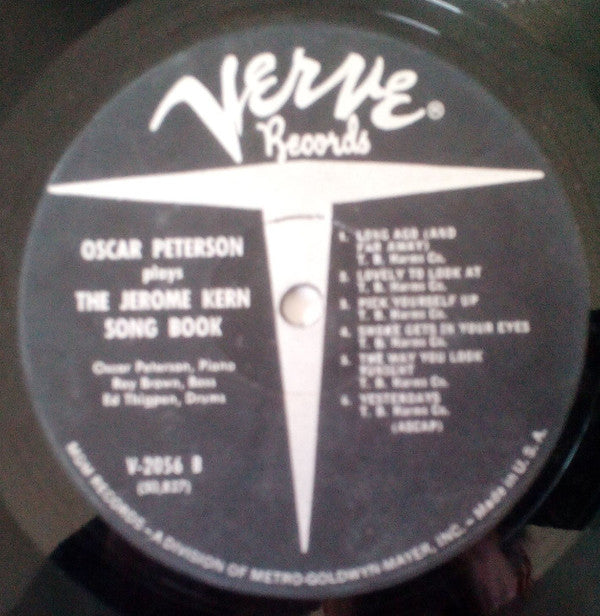 VERVE®
Records
OSCAR PETERSON
plays
THE JEROME KERN
SONG BOOK
Oscar Peterson, Piano
Ray Brown, Bass
Ed Thigpen, Drums
V-2056 B
1. LONG AGO (AND
FAR AWAY)
T. B. Harms Co.
2. LOVELY TO LOOK AT
T. B. Harms Co.
3. PICK YOURSELF UP
T. B. Harms Co.
4. SMOKE GETS IN YOUR EYES
T. B. Harms Co.
5. THE WAY YOU LOOK
TONIGHT
T. B. Harms Co.
6. YESTERDAYS
T. B. Harms Co.
(ASCAP)
MGM RECORDS - A DIVISION OF METRO-GOLDWYN-MAYER, INC. - Made in U.S.A.